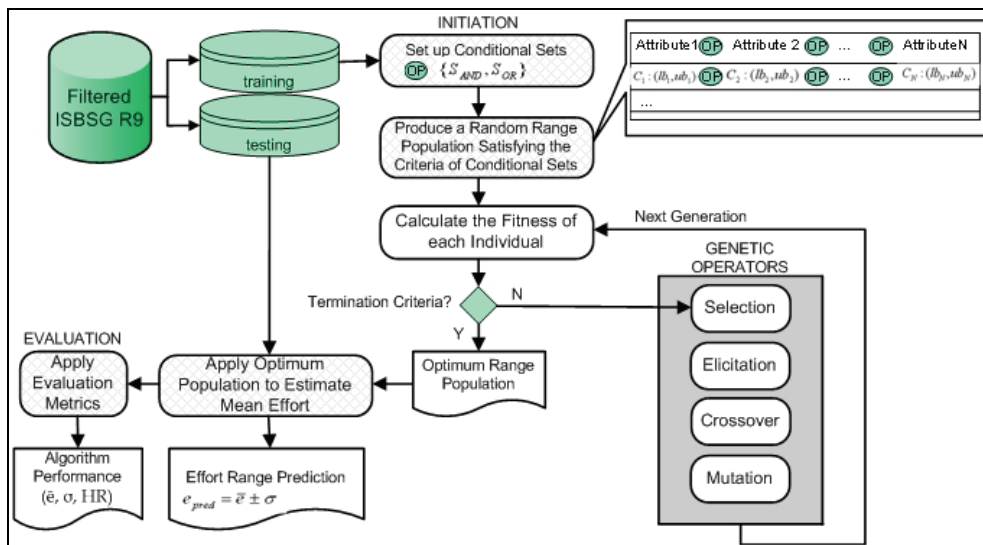 INITIATION
Filtered
ISBSG R9
training
testing
Set up Conditional Sets
OP {S_AND, S_OR}
Attribute1 OP Attribute 2 OP ... OP AttributeN
C₁ : (lb₁, ub₁) OP C₂ : (lb₂, ub₂) OP ... OP C_N : (lb_N, ub_N)
...
Produce a Random Range
Population Satisfying the
Criteria of Conditional Sets
Calculate the Fitness of
each Individual
Next Generation
Termination Criteria?
N
Y
GENETIC
OPERATORS
Selection
Elicitation
Crossover
Mutation
Optimum Range
Population
Apply Optimum
Population to Estimate
Mean Effort
EVALUATION
Apply
Evaluation
Metrics
Algorithm
Performance
(ē, σ, HR)
Effort Range Prediction
e_pred = ē ± σ